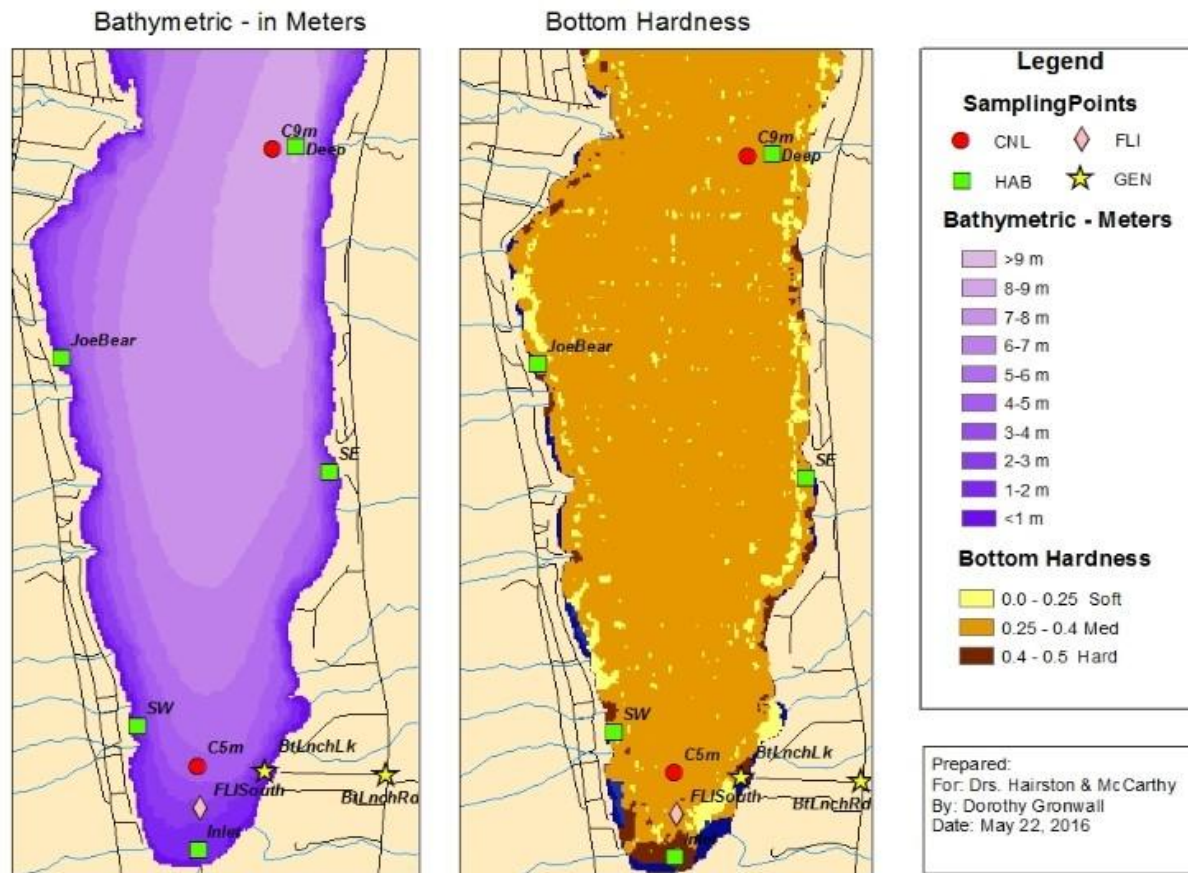 Bathymetric - in Meters
Bottom Hardness
C9m
Deep
JoeBear
SE
SW
C5m
BtLnchLk
FLISouth
BtLnchRd
Inlet
C9m
Deep
JoeBear
SE
SW
C5m
BtLnchLk
FLISouth
BtLnchRd
Inlet
Legend
SamplingPoints
CNL
FLI
HAB
GEN
Bathymetric - Meters
>9 m
8-9 m
7-8 m
6-7 m
5-6 m
4-5 m
3-4 m
2-3 m
1-2 m
<1 m
Bottom Hardness
0.0 - 0.25 Soft
0.25 - 0.4 Med
0.4 - 0.5 Hard
Prepared:
For: Drs. Hairston & McCarthy
By: Dorothy Gronwall
Date: May 22, 2016